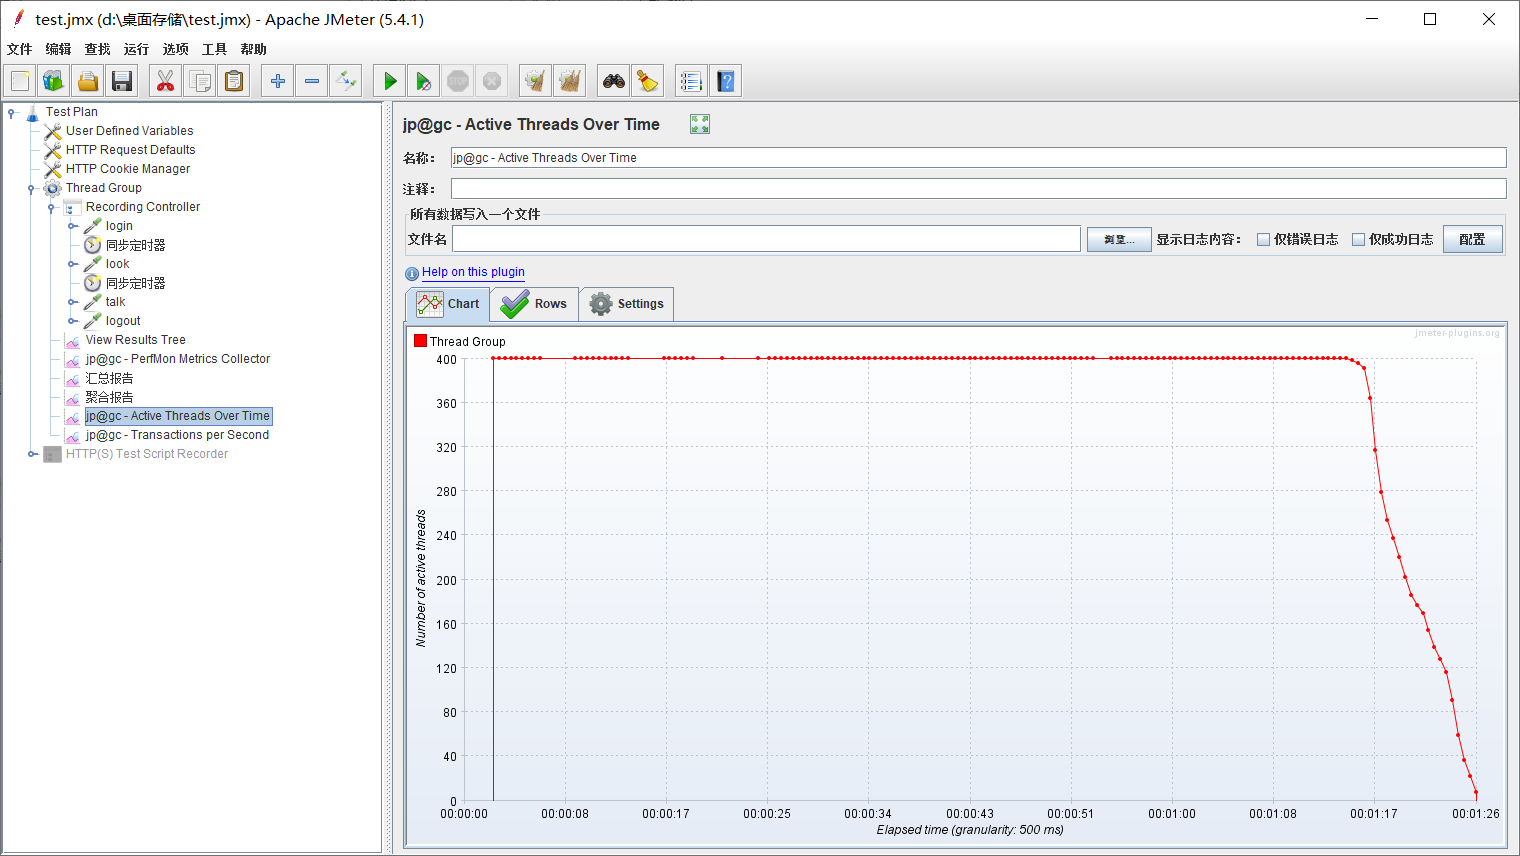 test.jmx (d:\桌面存储\test.jmx) - Apache JMeter (5.4.1)
文件 编辑 查找 运行 选项 工具 帮助
Test Plan
User Defined Variables
HTTP Request Defaults
HTTP Cookie Manager
Thread Group
Recording Controller
login
同步定时器
look
同步定时器
talk
logout
View Results Tree
jp@gc - PerfMon Metrics Collector
汇总报告
聚合报告
jp@gc - Active Threads Over Time
jp@gc - Transactions per Second
HTTP(S) Test Script Recorder
jp@gc - Active Threads Over Time
名称： jp@gc - Active Threads Over Time
注释：
所有数据写入一个文件
文件名 浏览... 显示日志内容： 仅错误日志 仅成功日志 配置
Help on this plugin
Chart Rows Settings
jmeter-plugins.org
Thread Group
400
360
320
280
240
200
160
120
80
40
0
Number of active threads
00:00:00 00:00:08 00:00:17 00:00:25 00:00:34 00:00:43 00:00:51 00:01:00 00:01:08 00:01:17 00:01:26
Elapsed time (granularity: 500 ms)